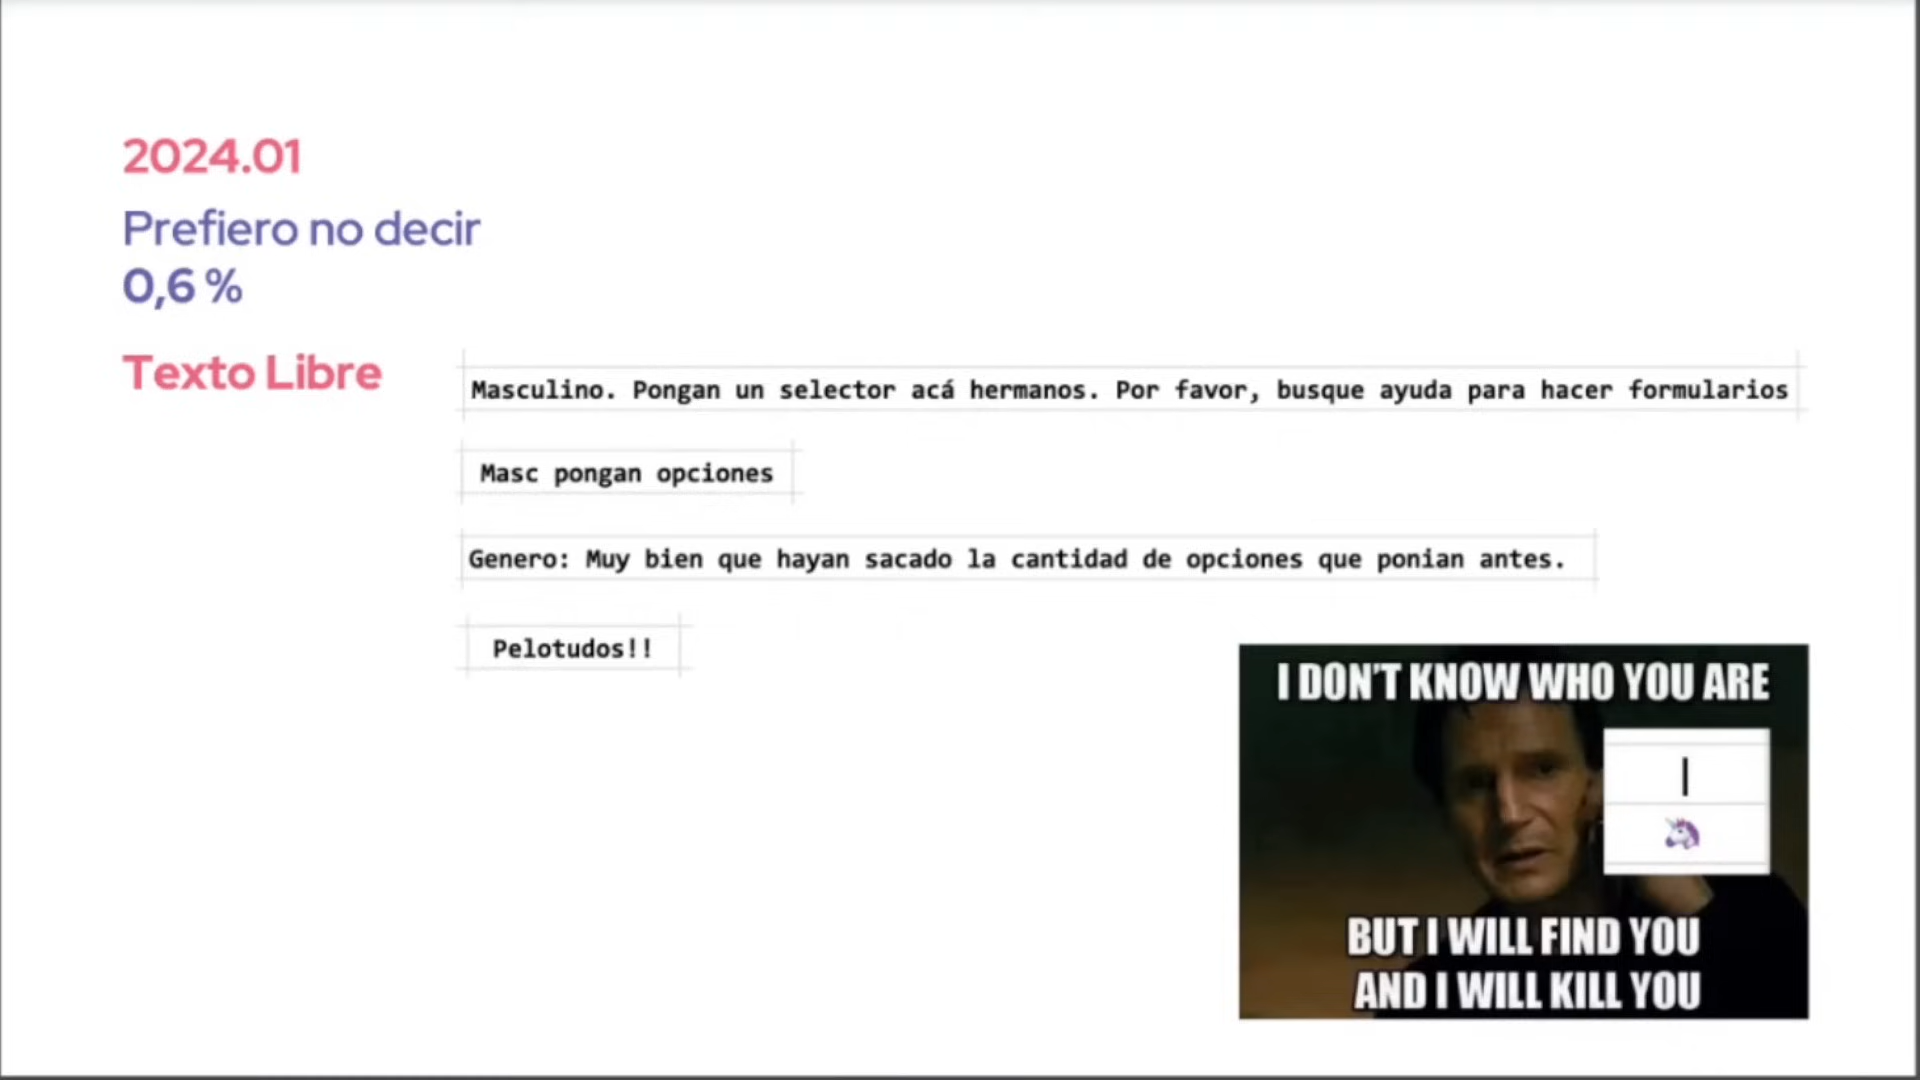 2024.01
Prefiero no decir
0,6 %
Texto Libre
Masculino. Pongan un selector acá hermanos. Por favor, busque ayuda para hacer formularios
Masc pongan opciones
Genero: Muy bien que hayan sacado la cantidad de opciones que ponian antes.
Pelotudos!!
I DON'T KNOW WHO YOU ARE
|
🦄
BUT I WILL FIND YOU
AND I WILL KILL YOU